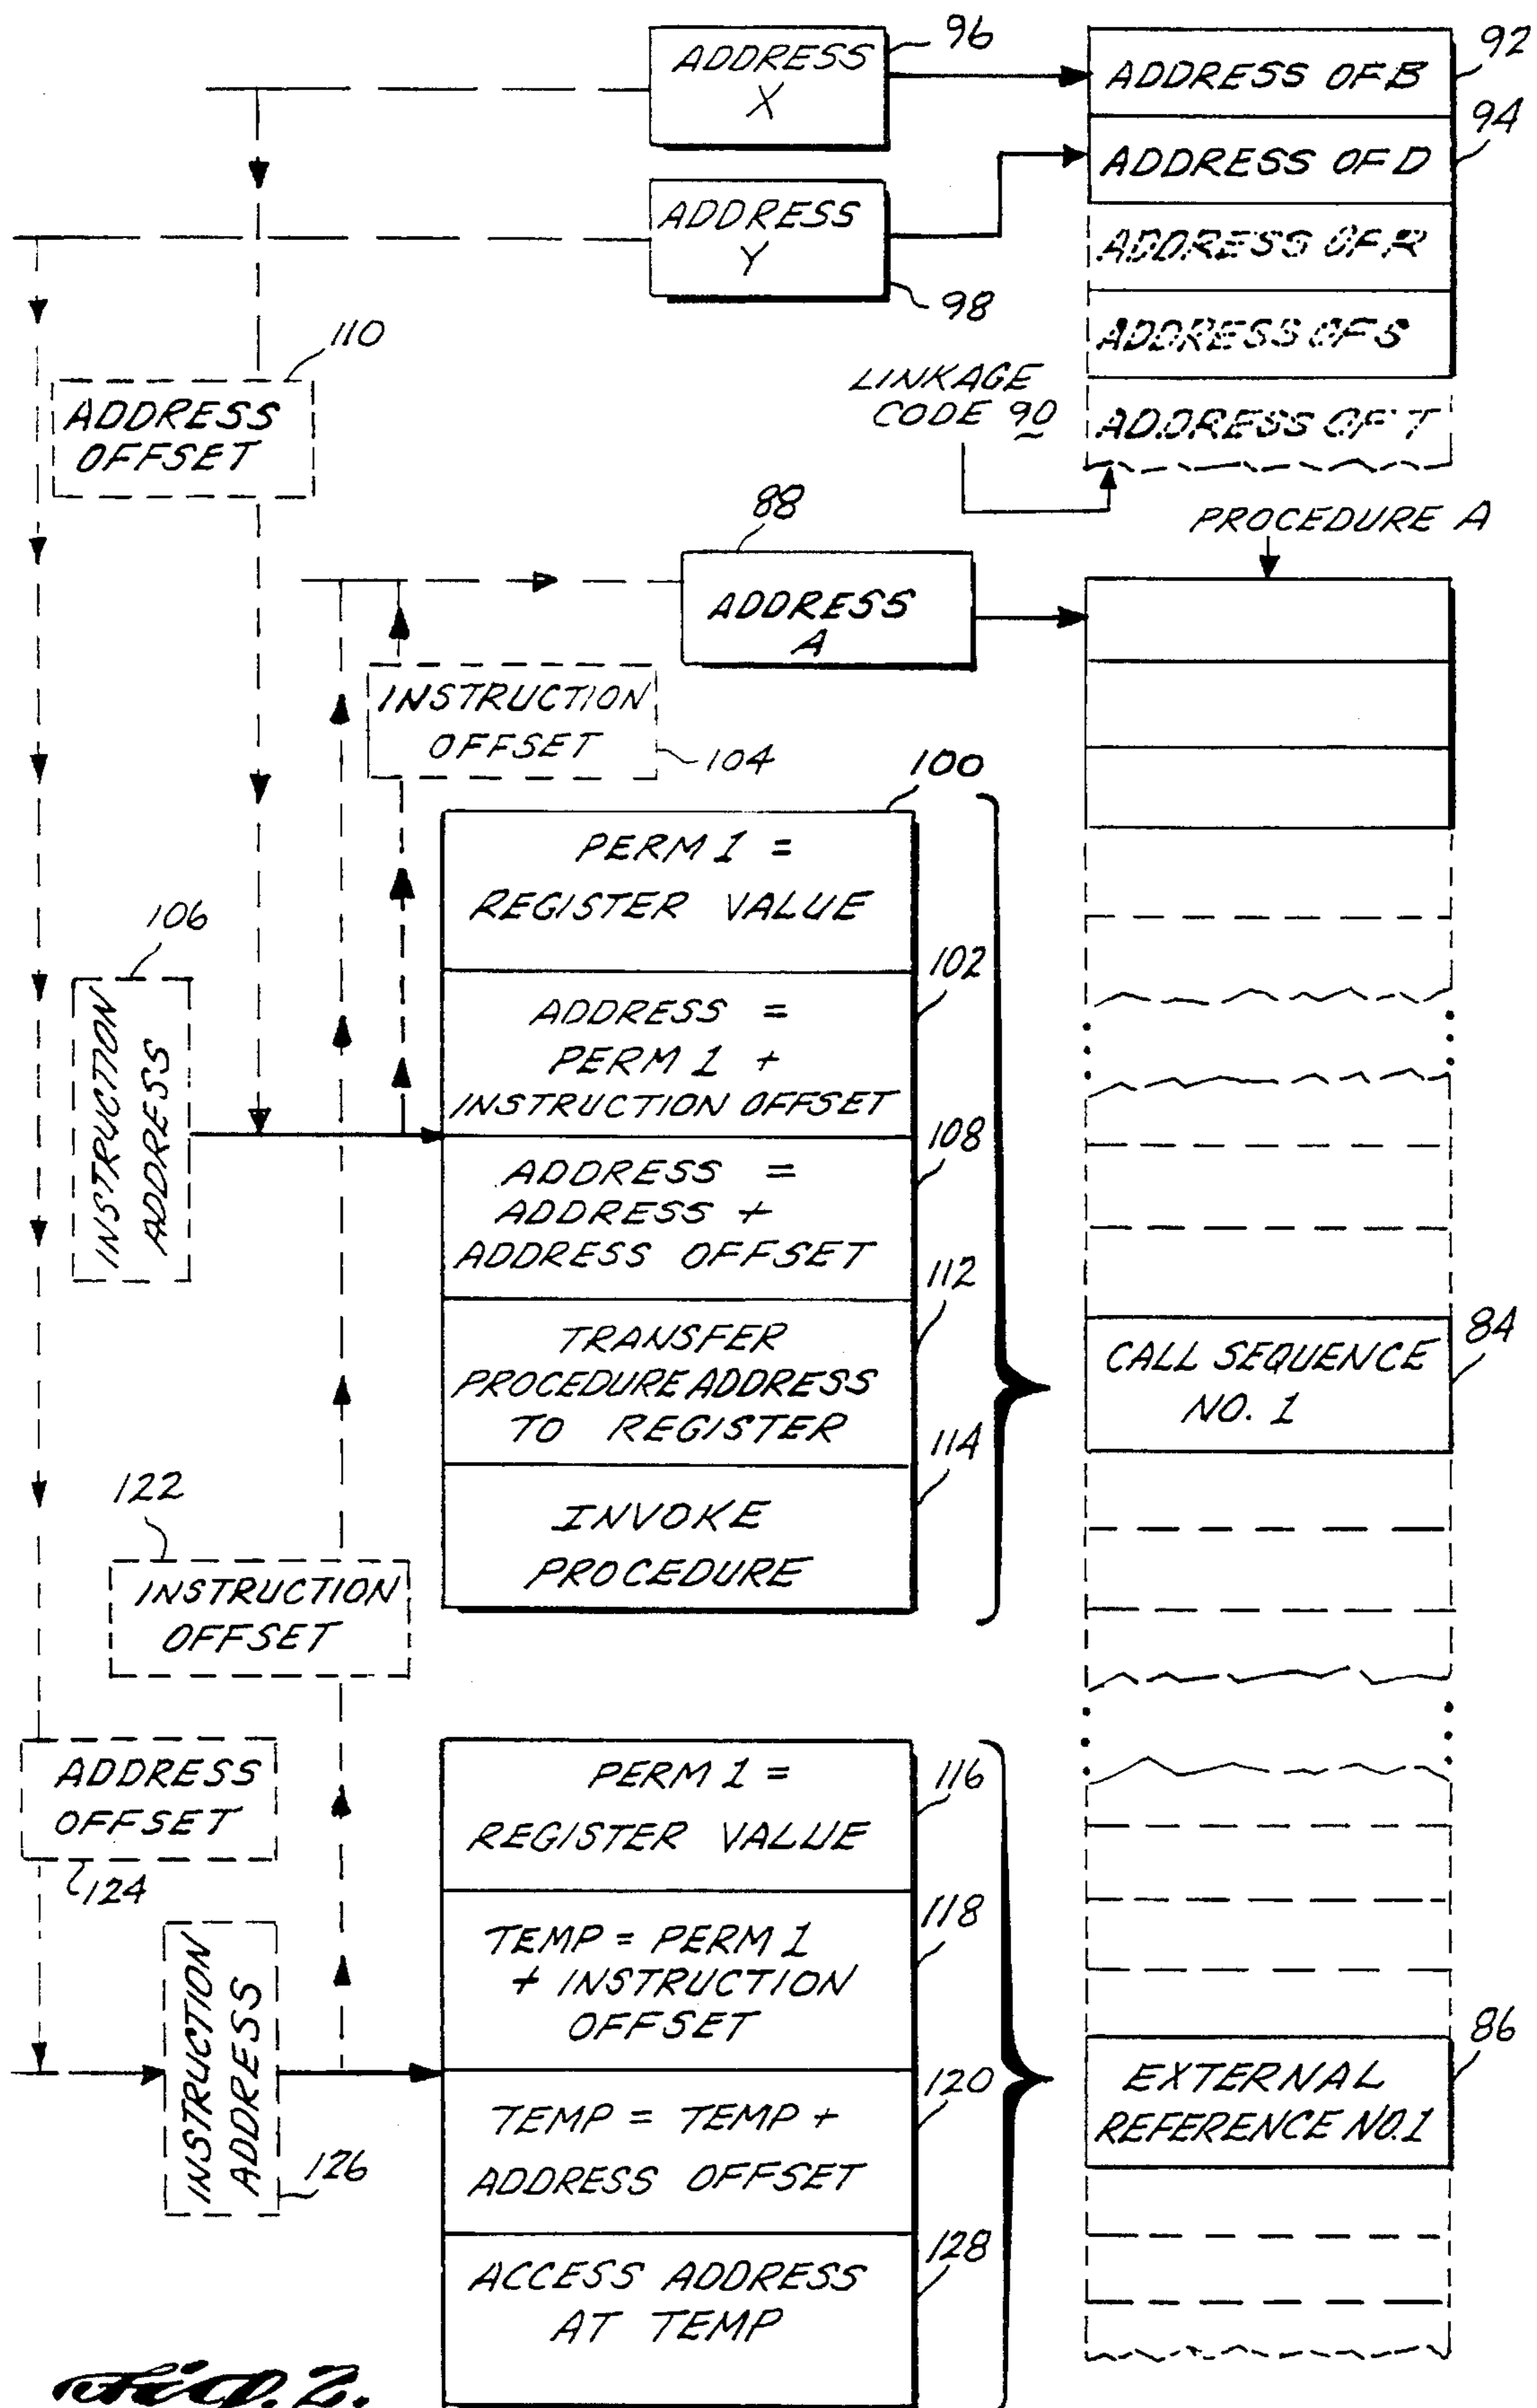 ADDRESS
X
96
ADDRESS OF B
92
ADDRESS OF D
94
ADDRESS
Y
98
ADDRESS OF R
ADDRESS OF S
ADDRESS OF T
LINKAGE
CODE 90
110
ADDRESS
OFFSET
88
ADDRESS
A
PROCEDURE A
INSTRUCTION
OFFSET
104
100
PERM 1 =
REGISTER VALUE
102
ADDRESS =
PERM 1 +
INSTRUCTION OFFSET
106
INSTRUCTION
ADDRESS
108
ADDRESS =
ADDRESS +
ADDRESS OFFSET
112
TRANSFER
PROCEDURE ADDRESS
TO REGISTER
114
INVOKE
PROCEDURE
CALL SEQUENCE
NO. 1
84
122
INSTRUCTION
OFFSET
ADDRESS
OFFSET
124
PERM 1 =
REGISTER VALUE
116
TEMP = PERM 1
+ INSTRUCTION
OFFSET
118
INSTRUCTION
ADDRESS
126
TEMP = TEMP +
ADDRESS OFFSET
120
ACCESS ADDRESS
AT TEMP
128
EXTERNAL
REFERENCE NO.1
86
Fig. 2.